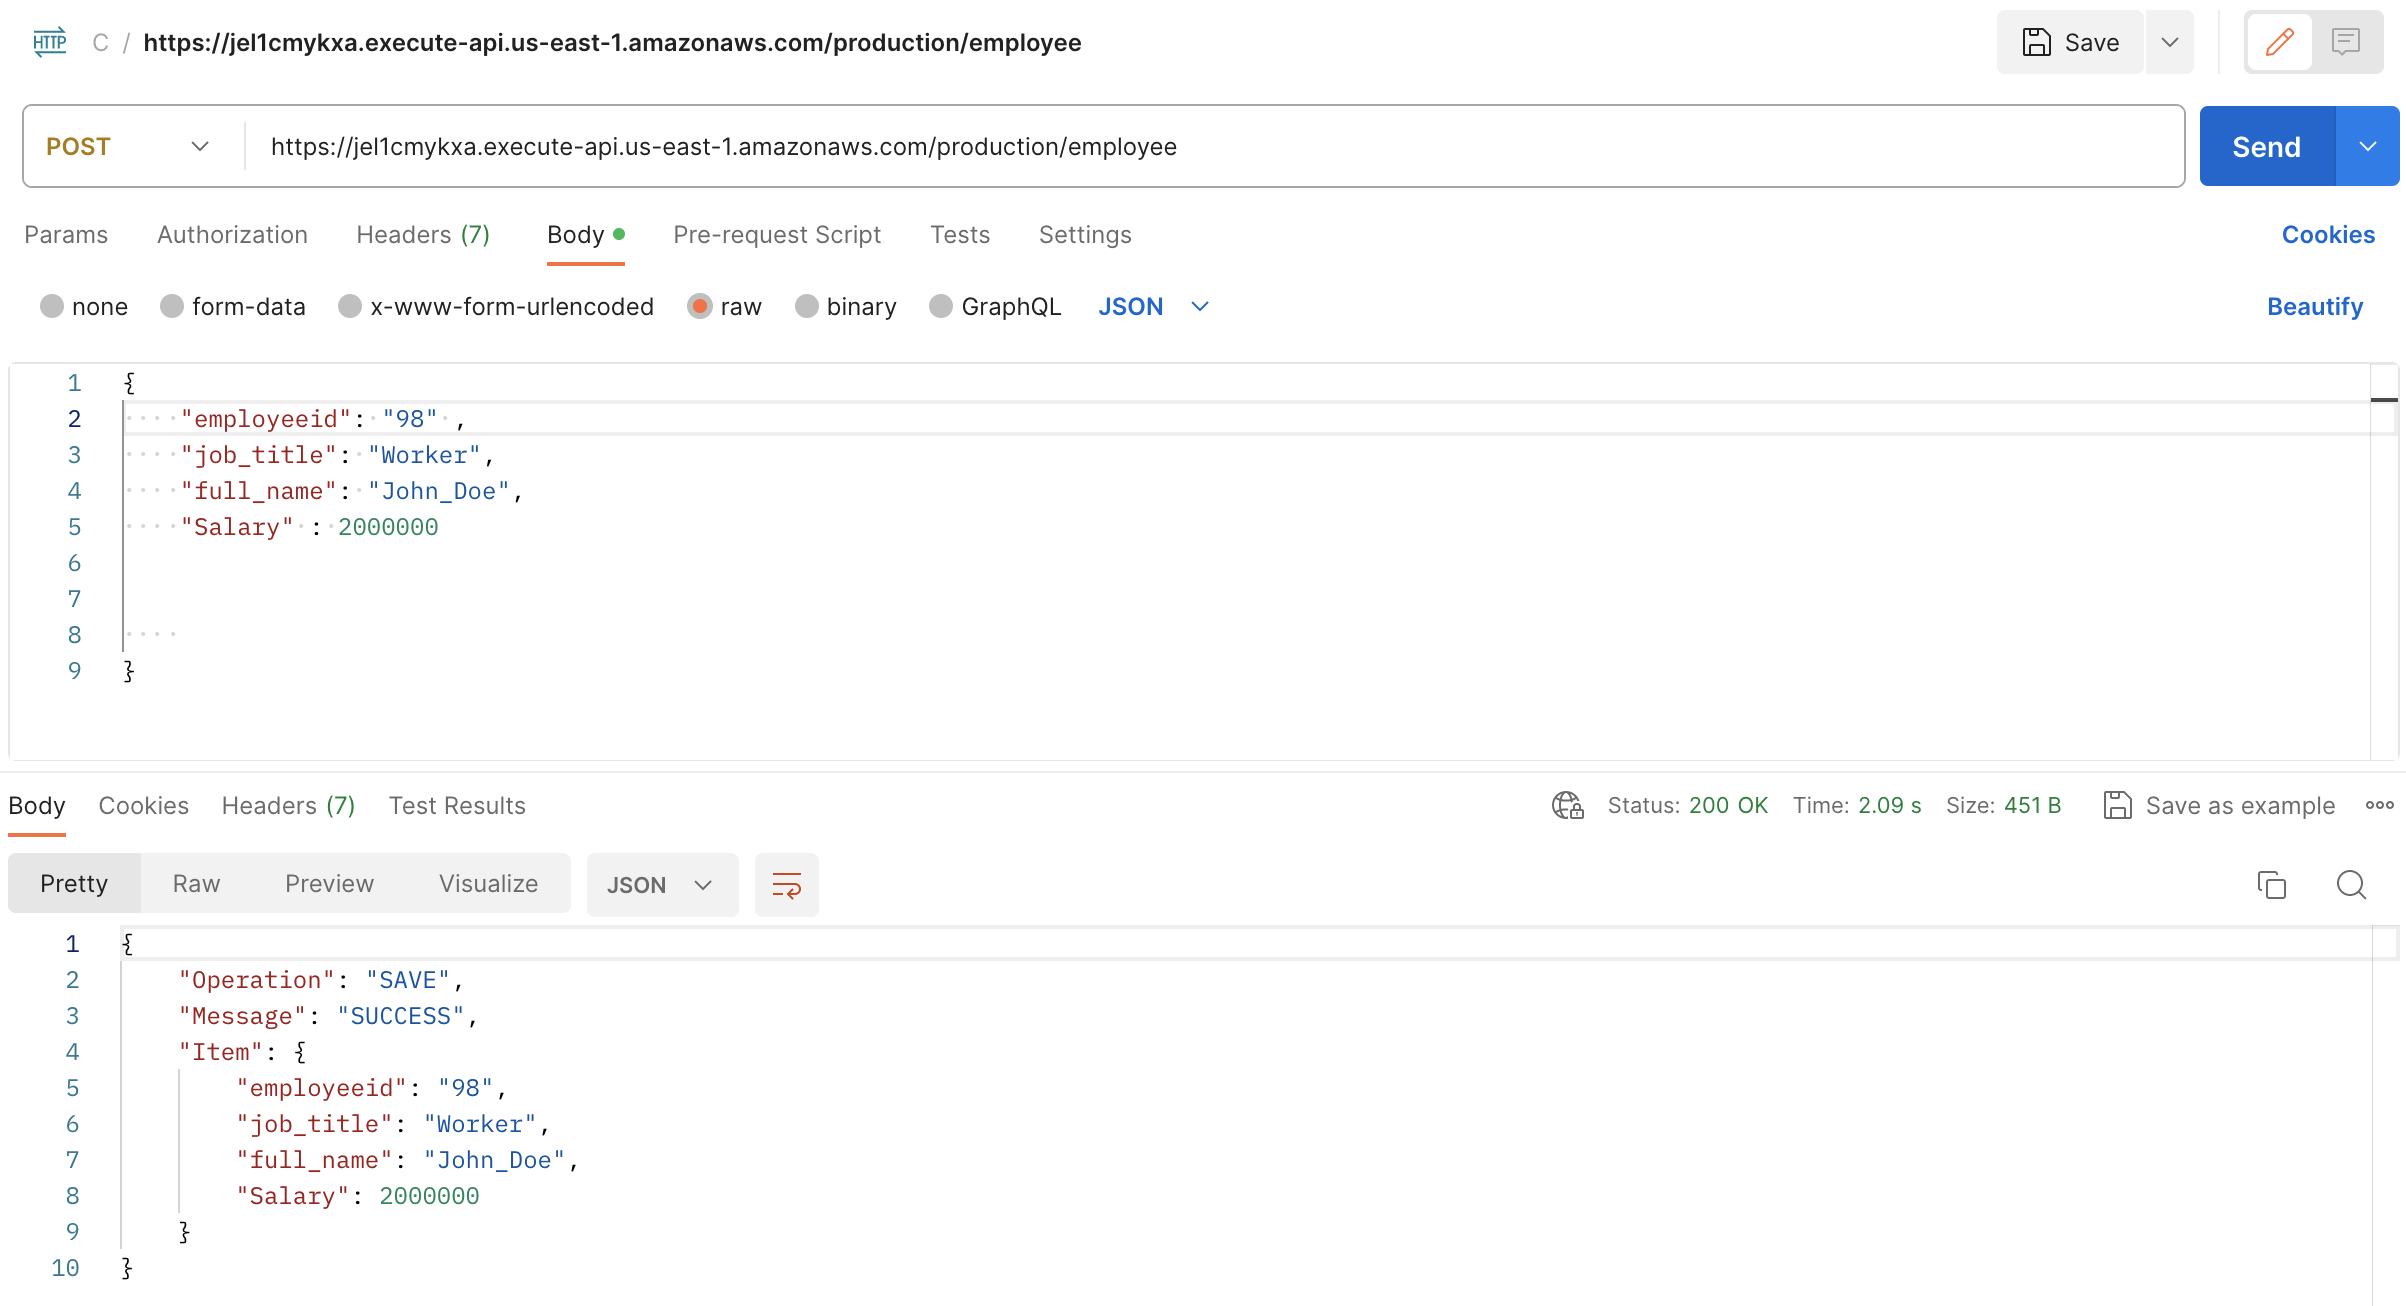 HTTP C / https://jel1cmykxa.execute-api.us-east-1.amazonaws.com/production/employee Save
POST https://jel1cmykxa.execute-api.us-east-1.amazonaws.com/production/employee Send
Params Authorization Headers (7) Body Pre-request Script Tests Settings Cookies
none form-data x-www-form-urlencoded raw binary GraphQL JSON Beautify
1 {
2 "employeeid": "98" ,
3 "job_title": "Worker",
4 "full_name": "John_Doe",
5 "Salary" : 2000000
6
7
8
9 }
Body Cookies Headers (7) Test Results Status: 200 OK Time: 2.09 s Size: 451 B Save as example
Pretty Raw Preview Visualize JSON
1 {
2 "Operation": "SAVE",
3 "Message": "SUCCESS",
4 "Item": {
5 "employeeid": "98",
6 "job_title": "Worker",
7 "full_name": "John_Doe",
8 "Salary": 2000000
9 }
10 }